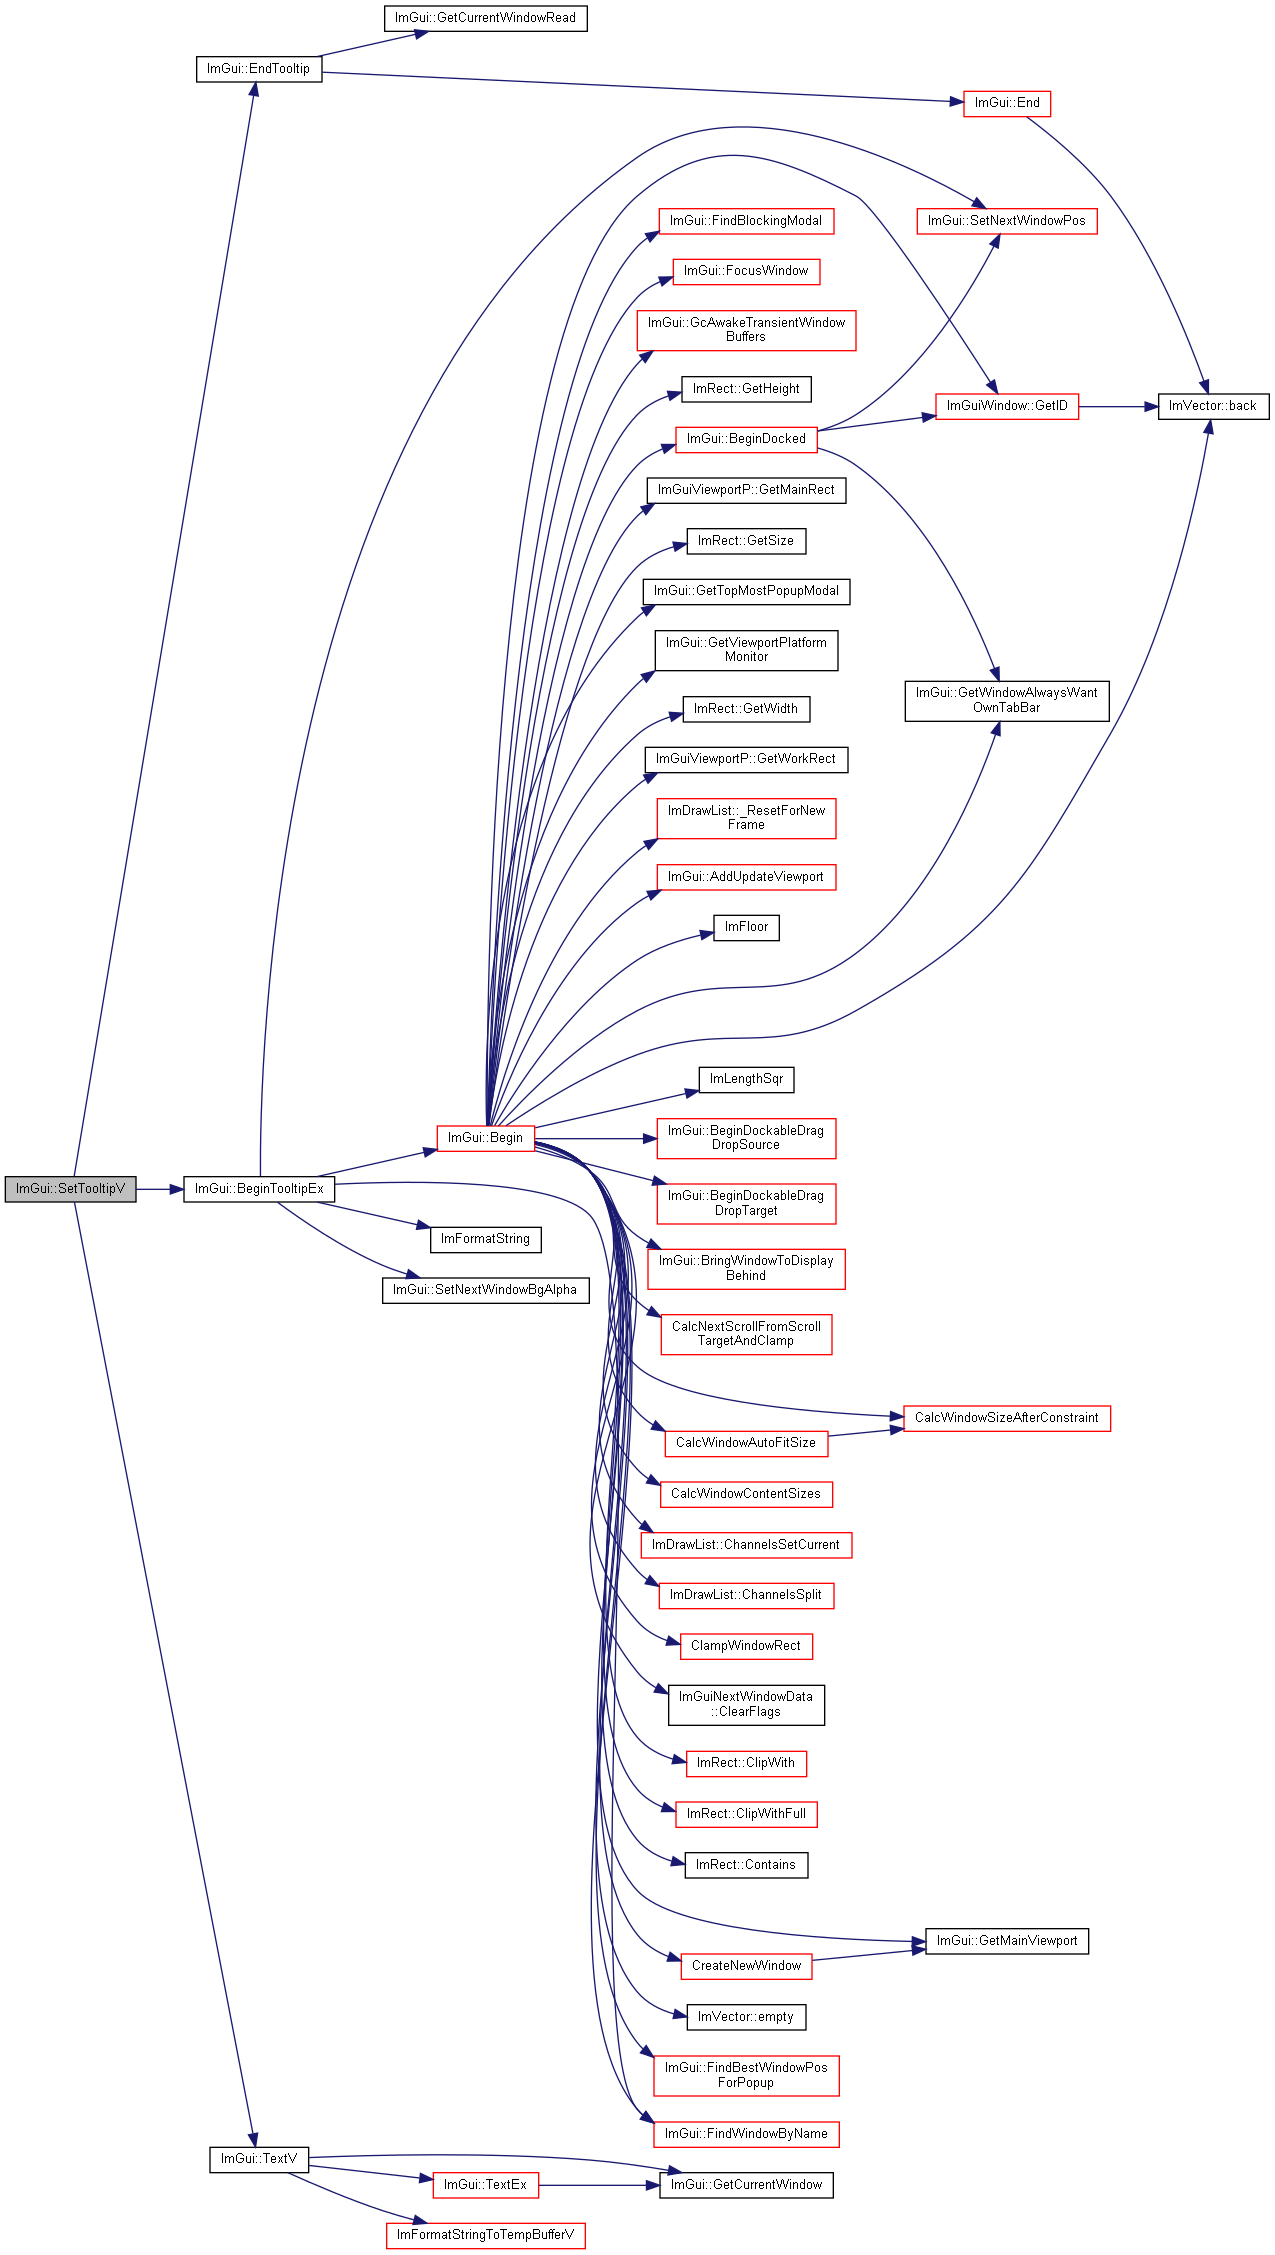 ImGui::GetCurrentWindowRead
ImGui::EndTooltip
ImGui::End
ImGui::FindBlockingModal
ImGui::SetNextWindowPos
ImGui::FocusWindow
ImGui::GcAwakeTransientWindow
Buffers
ImRect::GetHeight
ImGuiWindow::GetID
ImVector::back
ImGui::BeginDocked
ImGuiViewportP::GetMainRect
ImRect::GetSize
ImGui::GetTopMostPopupModal
ImGui::GetViewportPlatform
Monitor
ImGui::GetWindowAlwaysWant
OwnTabBar
ImRect::GetWidth
ImGuiViewportP::GetWorkRect
ImDrawList::_ResetForNew
Frame
ImGui::AddUpdateViewport
ImFloor
ImLengthSqr
ImGui::Begin
ImGui::BeginDockableDrag
DropSource
ImGui::SetTooltipV
ImGui::BeginTooltipEx
ImGui::BeginDockableDrag
DropTarget
ImFormatString
ImGui::BringWindowToDisplay
Behind
ImGui::SetNextWindowBgAlpha
CalcNextScrollFromScroll
TargetAndClamp
CalcWindowSizeAfterConstraint
CalcWindowAutoFitSize
CalcWindowContentSizes
ImDrawList::ChannelsSetCurrent
ImDrawList::ChannelsSplit
ClampWindowRect
ImGuiNextWindowData
::ClearFlags
ImRect::ClipWith
ImRect::ClipWithFull
ImRect::Contains
ImGui::GetMainViewport
CreateNewWindow
ImVector::empty
ImGui::FindBestWindowPos
ForPopup
ImGui::FindWindowByName
ImGui::TextV
ImGui::TextEx
ImGui::GetCurrentWindow
ImFormatStringToTempBufferV